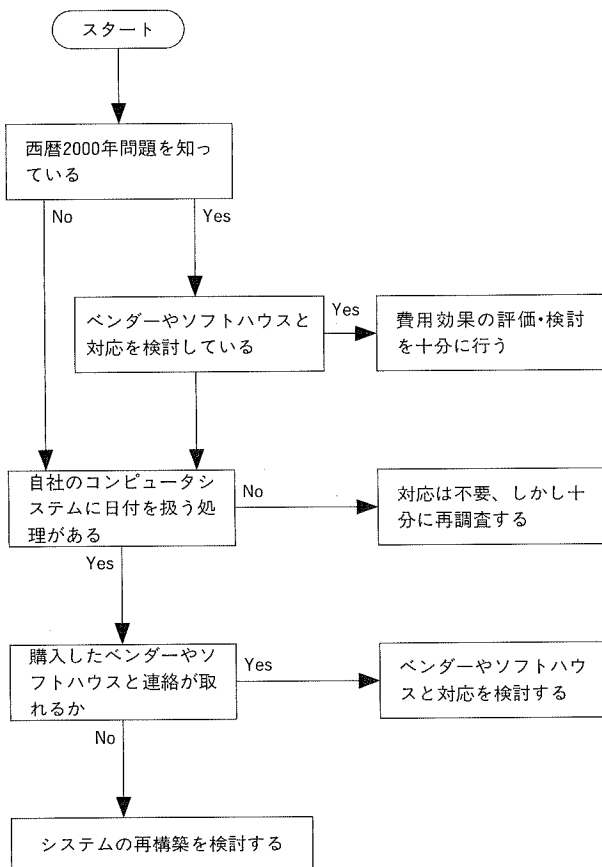 スタート
西暦2000年問題を知っ
ている
No
Yes
ベンダーやソフトハウスと
対応を検討している
Yes
費用効果の評価・検討
を十分に行う
自社のコンピュータシ
ステムに日付を扱う処
理がある
No
対応は不要、しかし十
分に再調査する
Yes
購入したベンダーやソ
フトハウスと連絡が取
れるか
Yes
ベンダーやソフトハウ
スと対応を検討する
No
システムの再構築を検討する